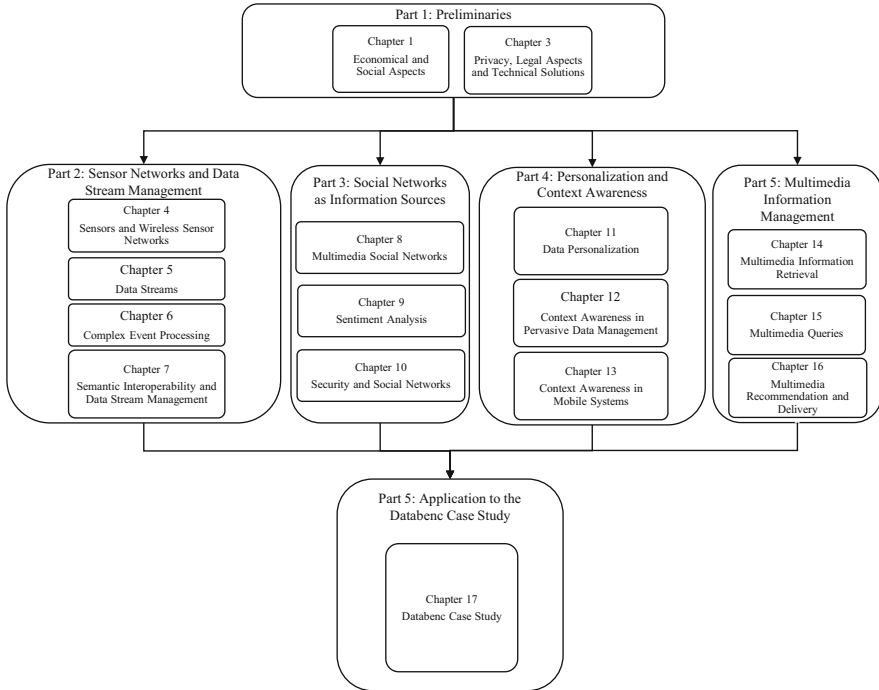 Part 1: Preliminaries
Chapter 1
Economical and
Social Aspects
Chapter 3
Privacy, Legal Aspects
and Technical Solutions
Part 2: Sensor Networks and Data
Stream Management
Chapter 4
Sensors and Wireless Sensor
Networks
Chapter 5
Data Streams
Chapter 6
Complex Event Processing
Chapter 7
Semantic Interoperability and
Data Stream Management
Part 3: Social Networks
as Information Sources
Chapter 8
Multimedia Social Networks
Chapter 9
Sentiment Analysis
Chapter 10
Security and Social Networks
Part 4: Personalization and
Context Awareness
Chapter 11
Data Personalization
Chapter 12
Context Awareness in
Pervasive Data Management
Chapter 13
Context Awareness in
Mobile Systems
Part 5: Multimedia
Information
Management
Chapter 14
Multimedia Information
Retrieval
Chapter 15
Multimedia Queries
Chapter 16
Multimedia
Recommendation and
Delivery
Part 5: Application to the
Databenc Case Study
Chapter 17
Databenc Case Study